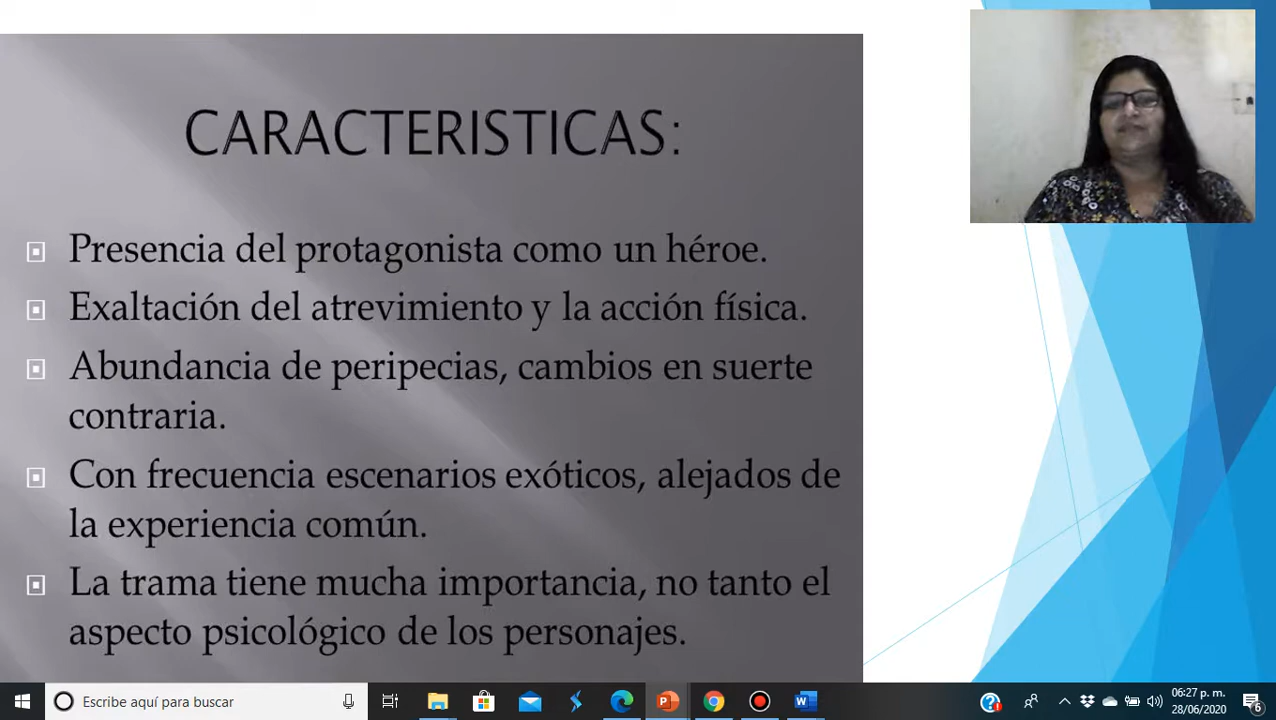 CARACTERISTICAS:
Presencia del protagonista como un héroe.
Exaltación del atrevimiento y la acción física.
Abundancia de peripecias, cambios en suerte
contraria.
Con frecuencia escenarios exóticos, alejados de
la experiencia común.
La trama tiene mucha importancia, no tanto el
aspecto psicológico de los personajes.
Escribe aquí para buscar
06:27 p. m.
28/06/2020
6